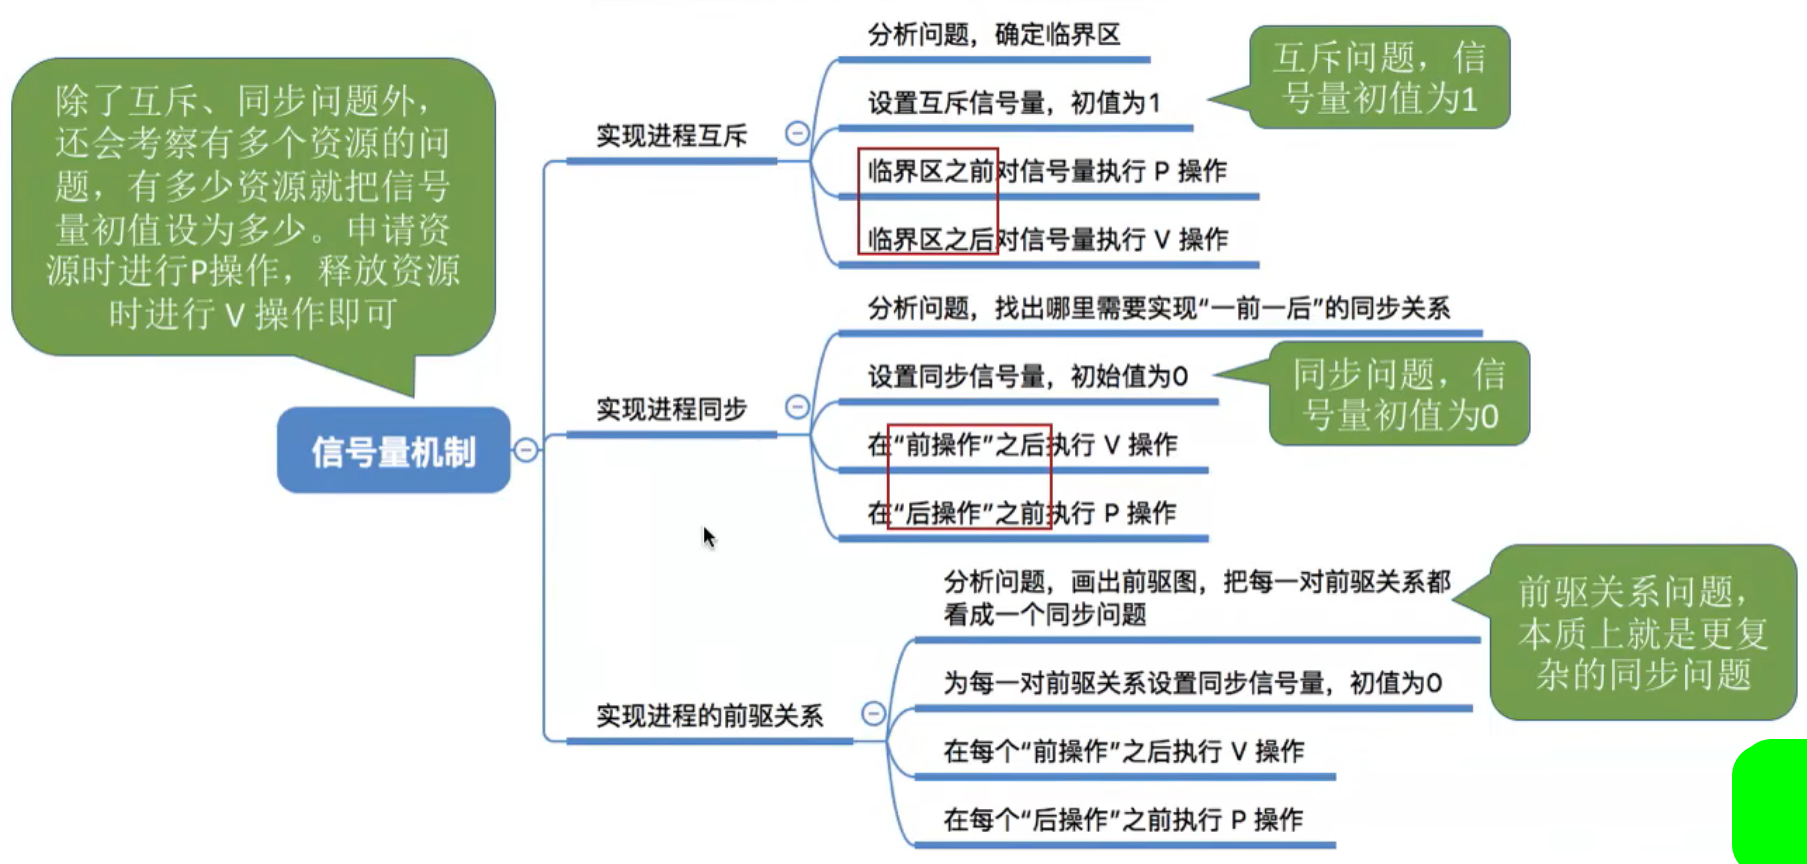 除了互斥、同步问题外，
还会考察有多个资源的问
题，有多少资源就把信号
量初值设为多少。申请资
源时进行P操作，释放资源
时进行 V 操作即可
信号量机制
实现进程互斥
分析问题，确定临界区
设置互斥信号量，初值为1
互斥问题，信
号量初值为1
临界区之前对信号量执行 P 操作
临界区之后对信号量执行 V 操作
实现进程同步
分析问题，找出哪里需要实现“一前一后”的同步关系
设置同步信号量，初始值为0
同步问题，信
号量初值为0
在“前操作”之后执行 V 操作
在“后操作”之前执行 P 操作
实现进程的前驱关系
分析问题，画出前驱图，把每一对前驱关系都
看成一个同步问题
前驱关系问题，
本质上就是更复
杂的同步问题
为每一对前驱关系设置同步信号量，初值为0
在每个“前操作”之后执行 V 操作
在每个“后操作”之前执行 P 操作